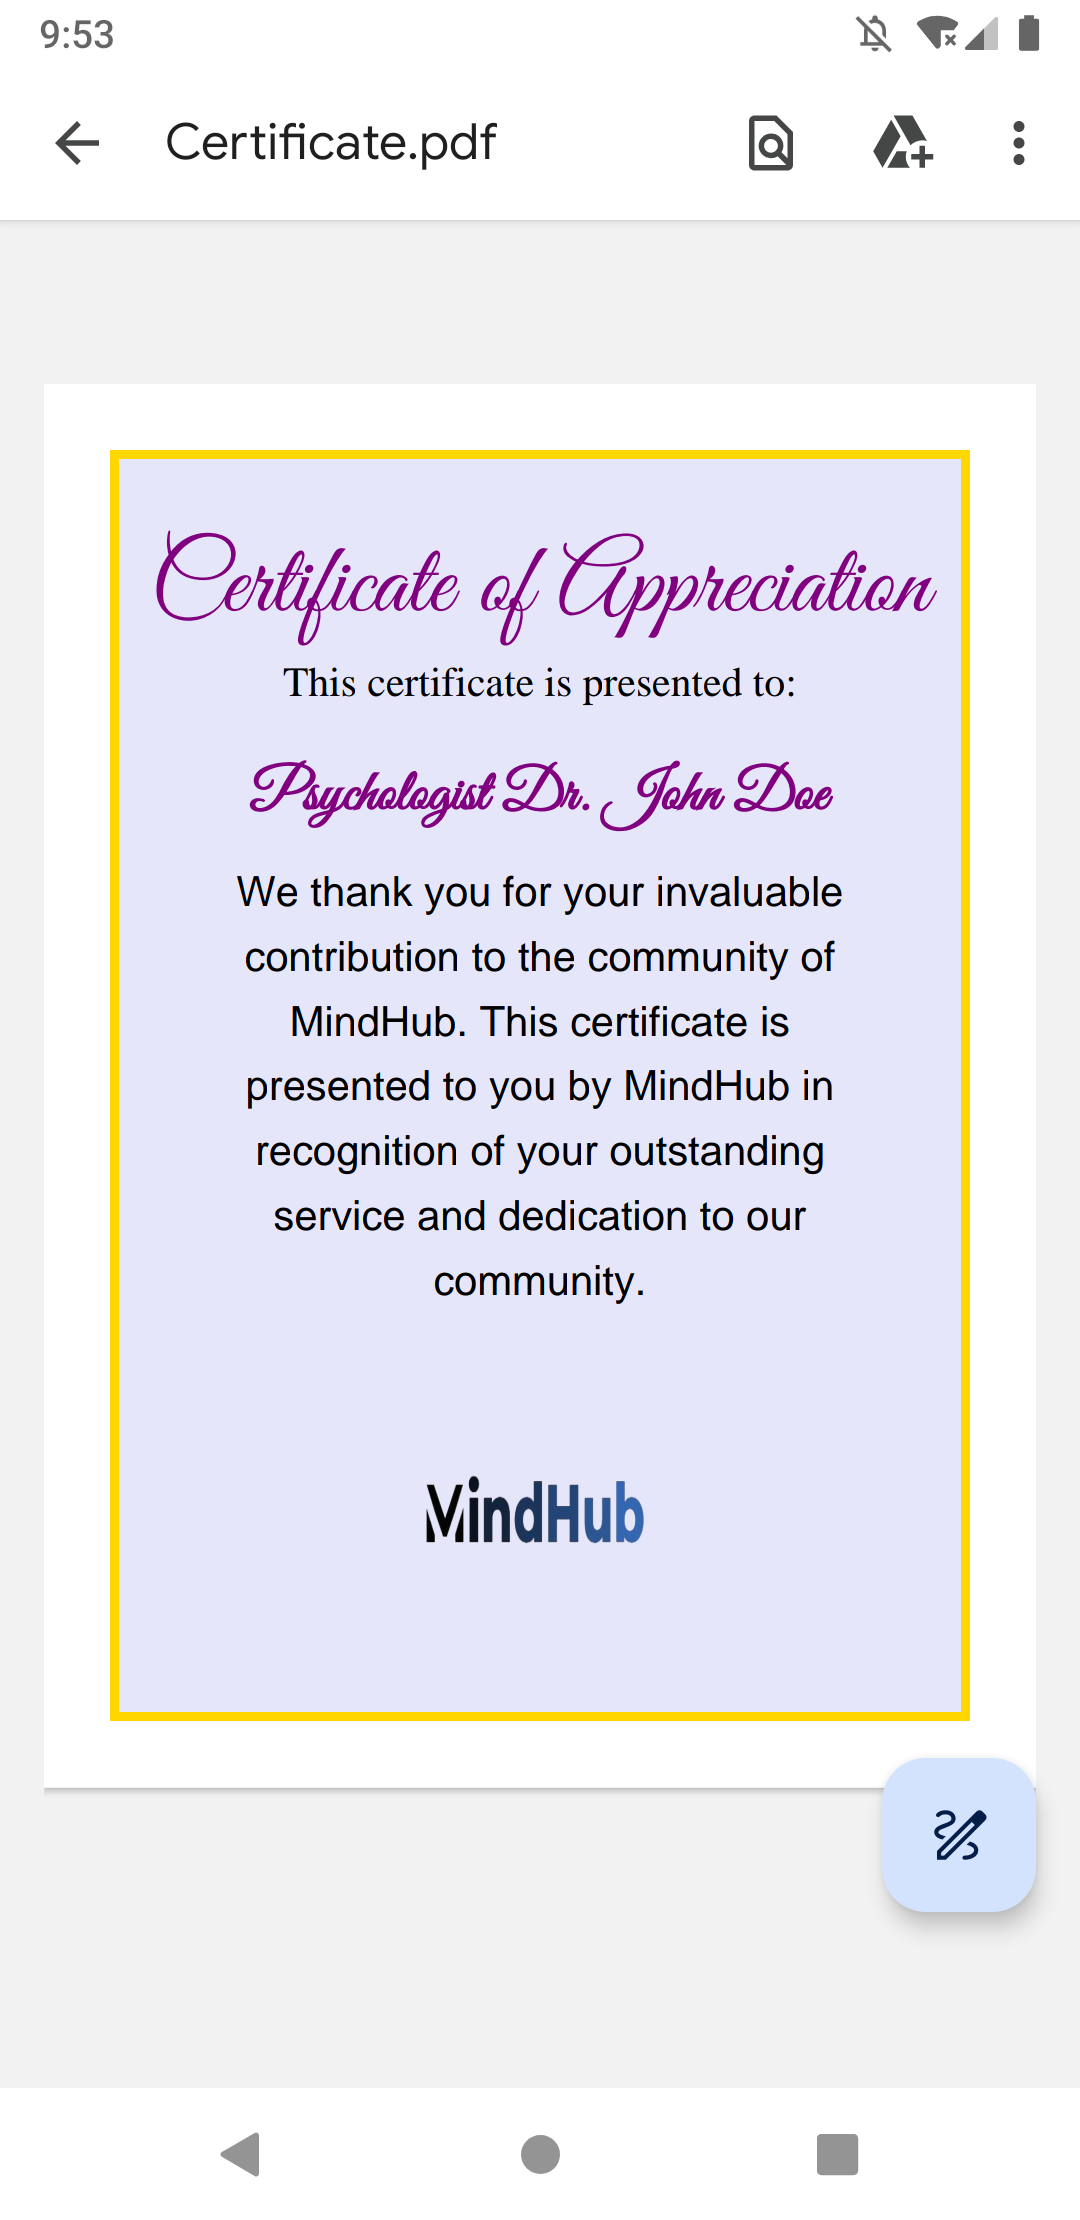 9:53
Certificate.pdf
Certificate of Appreciation
This certificate is presented to:
Psychologist Dr. John Doe
We thank you for your invaluable
contribution to the community of
MindHub. This certificate is
presented to you by MindHub in
recognition of your outstanding
service and dedication to our
community.
MindHub